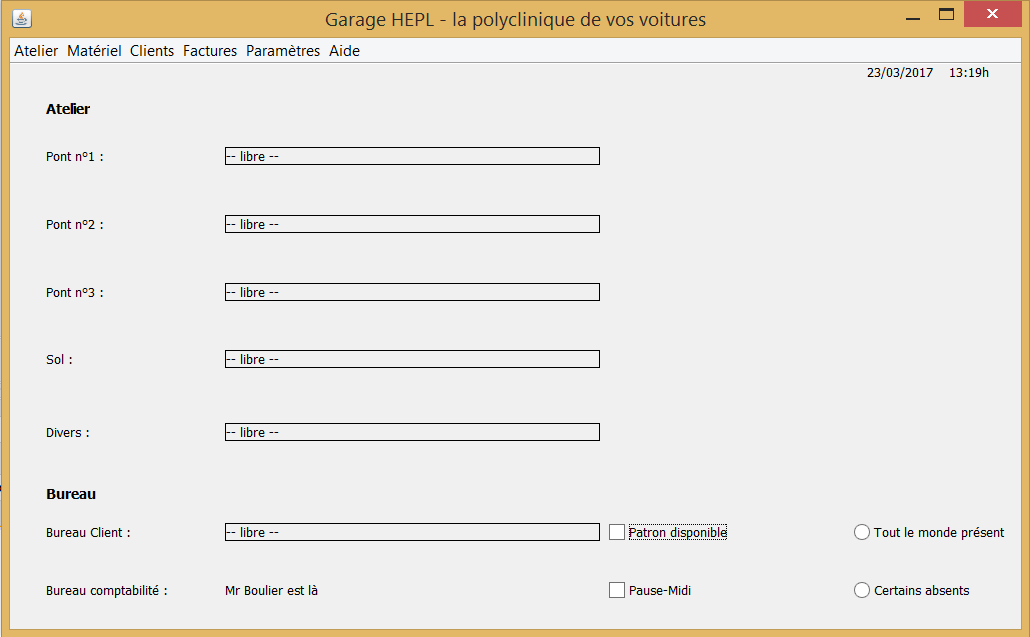 Garage HEPL - la polyclinique de vos voitures
Atelier Matériel Clients Factures Paramètres Aide
23/03/2017 13:19h
Atelier
Pont n°1 : -- libre --
Pont n°2 : -- libre --
Pont n°3 : -- libre --
Sol : -- libre --
Divers : -- libre --
Bureau
Bureau Client : -- libre -- Patron disponible Tout le monde présent
Bureau comptabilité : Mr Boulier est là Pause-Midi Certains absents